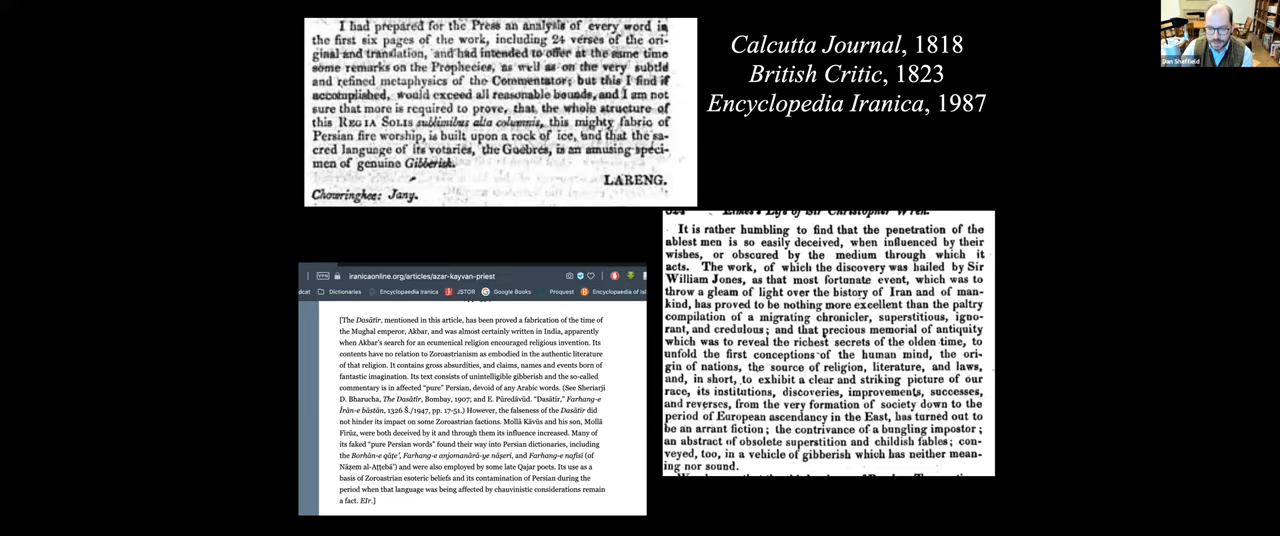 I had prepared for the Press an analysis of every word in
the first six pages of the work, including 24 verses of the ori-
ginal and translation, and had intended to offer at the same time
some remarks on the Prophecies, as well as on the very subtle
and refined metaphysics of the Commentator; but this I find if
accomplished, would exceed all reasonable bounds, and I am not
sure that more is required to prove, that the whole structure of
this REGIA SOLIS sublimibus alta columnis, this mighty fabric of
Persian fire worship, is built upon a rock of ice, and that the sa-
cred language of its votaries, the Guebres, is an amusing speci-
men of genuine Gibberish.
LARENG.
Chowringhee: Jany.
Calcutta Journal, 1818
British Critic, 1823
Encyclopedia Iranica, 1987
Dan Sheffield
Life of Sir Christopher Wren.
It is rather humbling to find that the penetration of the
ablest men is so easily deceived, when influenced by their
wishes, or obscured by the medium through which it
acts. The work, of which the discovery was hailed by Sir
William Jones, as that most fortunate event, which was to
throw a gleam of light over the history of Iran and of man-
kind, has proved to be nothing more excellent than the paltry
compilation of a migrating chronicler, superstitious, igno-
rant, and credulous; and that precious memorial of antiquity
which was to reveal the richest secrets of the olden time, to
unfold the first conceptions of the human mind, the ori-
gin of nations, the source of religion, literature, and laws,
and, in short, to exhibit a clear and striking picture of our
race, its institutions, discoveries, improvements, successes,
and reverses, from the very formation of society down to the
period of European ascendancy in the East, has turned out to
be an arrant fiction; the contrivance of a bungling impostor;
an abstract of obsolete superstition and childish fables; con-
veyed, too, in a vehicle of gibberish which has neither mean-
ing nor sound.
VPN iranicaonline.org/articles/azar-kayvan-priest
dcat Dictionaries Encyclopaedia Iranica JSTOR Google Books Proquest Encyclopaedia of Isl
[The Dasātīr, mentioned in this article, has been proved a fabrication of the time of
the Mughal emperor, Akbar, and was almost certainly written in India, apparently
when Akbar's search for an ecumenical religion encouraged religious invention. Its
contents have no relation to Zoroastrianism as embodied in the authentic literature
of that religion. It contains gross absurdities, and claims, names and events born of
fantastic imagination. Its text consists of unintelligible gibberish and the so-called
commentary is in affected "pure" Persian, devoid of any Arabic words. (See Sheriarji
D. Bharucha, The Dasātīr, Bombay, 1907; and E. Pūredāvūd. "Dasātīr," Farhang-e
Īrān-e bāstān, 1326 Š./1947, pp. 17-51.) However, the falseness of the Dasātīr did
not hinder its impact on some Zoroastrian factions. Mollā Kāvūs and his son, Mollā
Fīrūz, were both deceived by it and through them its influence increased. Many of
its faked "pure Persian words" found their way into Persian dictionaries, including
the Borhān-e qāṭeʿ, Farhang-e anjomanārā-ye nāṣeri, and Farhang-e nafīsī (of
Nāẓem al-Aṭṭebāʾ) and were also employed by some late Qajar poets. Its use as a
basis of Zoroastrian esoteric beliefs and its contamination of Persian during the
period when that language was being affected by chauvinistic considerations remain
a fact. EIr.]